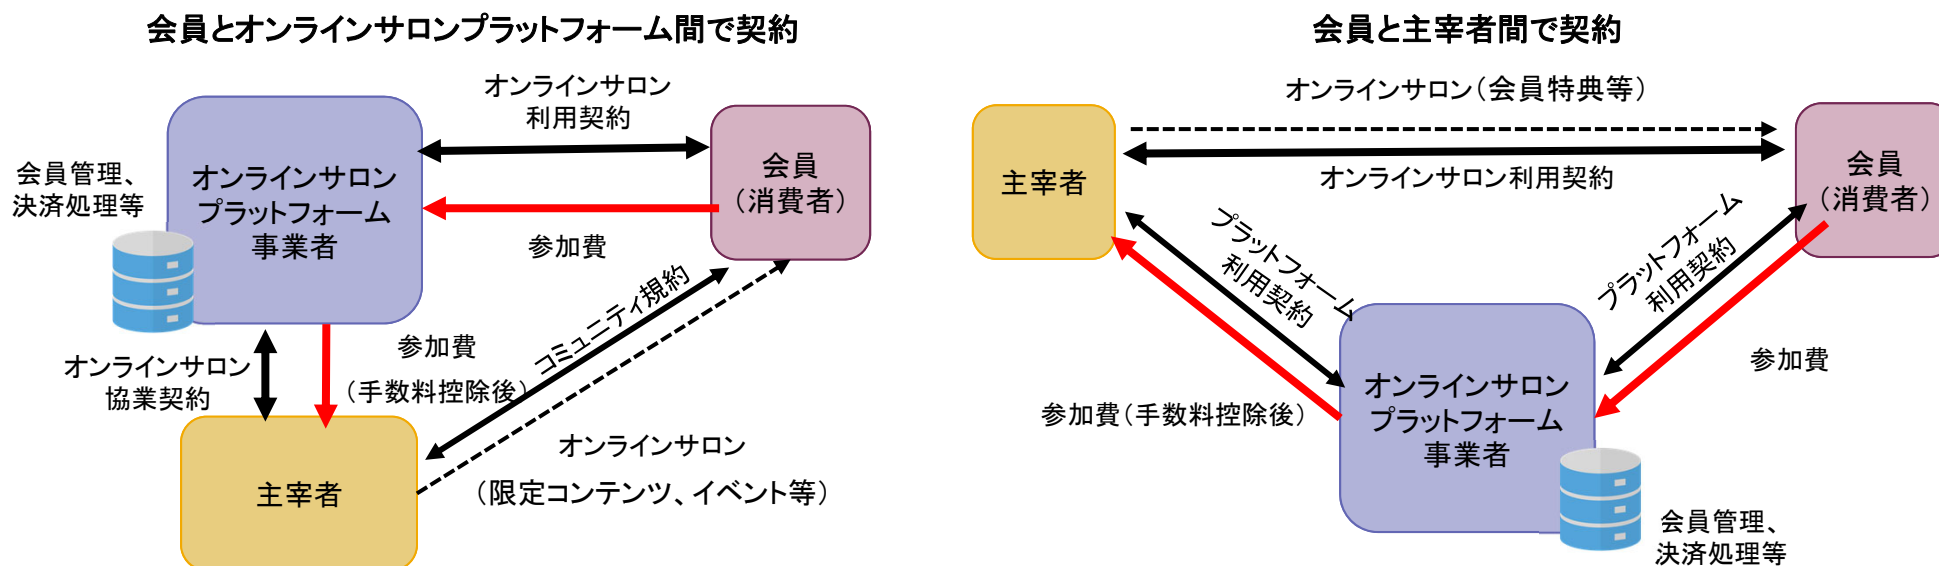 会員とオンラインサロンプラットフォーム間で契約
オンラインサロン
利用契約
会員管理、
決済処理等
オンラインサロン
プラットフォーム
事業者
会員
（消費者）
参加費
コミュニティ規約
オンラインサロン
協業契約
参加費
（手数料控除後）
主宰者
オンラインサロン
（限定コンテンツ、イベント等）
会員と主宰者間で契約
オンラインサロン（会員特典等）
主宰者
オンラインサロン利用契約
会員
（消費者）
プラットフォーム
利用契約
プラットフォーム
利用契約
参加費
参加費（手数料控除後）
オンラインサロン
プラットフォーム
事業者
会員管理、
決済処理等